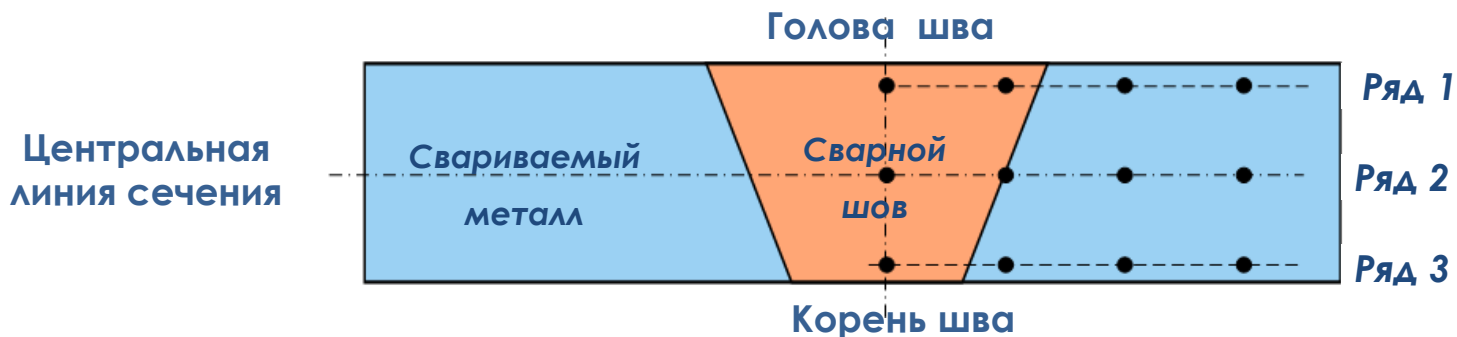 Голова шва
Ряд 1
Центральная
линия сечения
Свариваемый
металл
Сварной
шов
Ряд 2
Ряд 3
Корень шва